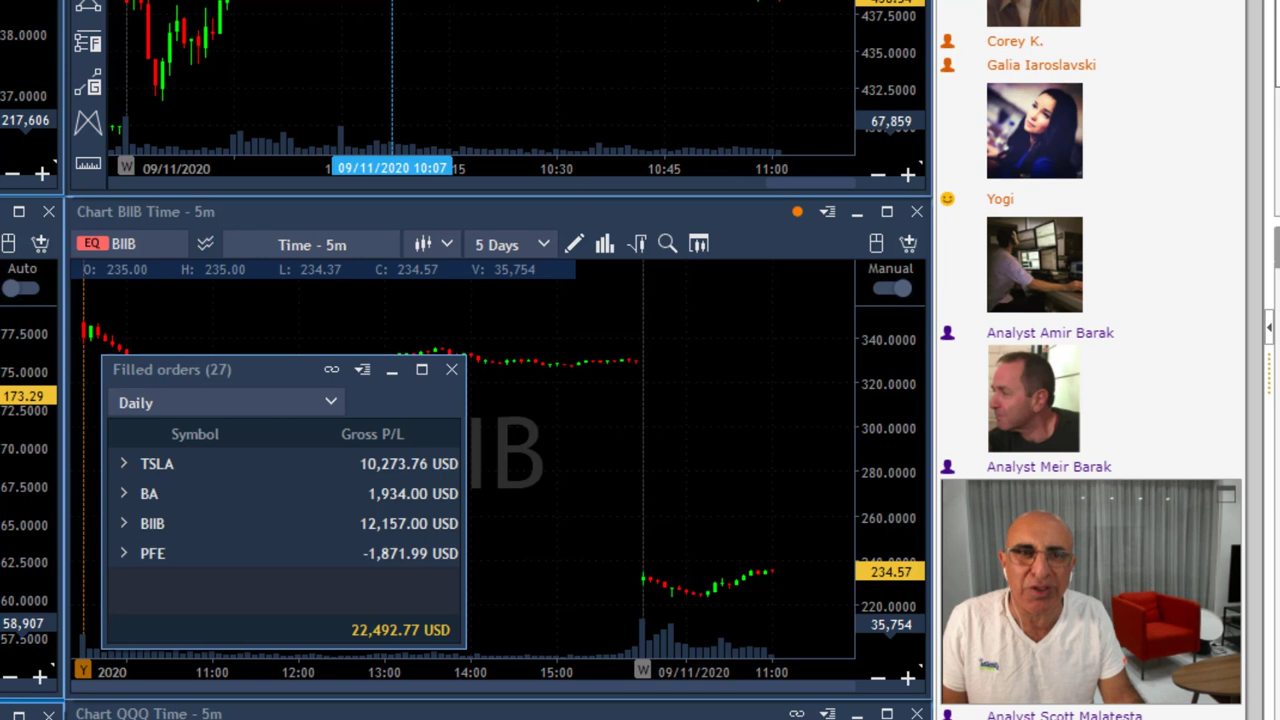 38.0000
37.0000
217,606
437.5000
435.0000
432.5000
67,859
W 09/11/2020
09/11/2020 10:07
15
10:30
10:45
11:00
Chart BIIB Time - 5m
EQ BIIB
Time - 5m
5 Days
Auto
O: 235.00 H: 235.00 L: 234.37 C: 234.57 V: 35,754
Manual
77.5000
75.0000
173.29
72.5000
70.0000
67.5000
65.0000
62.5000
60.0000
58,907
57.5000
IIB
340.0000
320.0000
300.0000
280.0000
260.0000
234.57
220.0000
35,754
Filled orders (27)
Daily
Symbol Gross P/L
TSLA 10,273.76 USD
BA 1,934.00 USD
BIIB 12,157.00 USD
PFE -1,871.99 USD
22,492.77 USD
Y 2020 11:00 12:00 13:00 14:00 15:00 W 09/11/2020 11:00
Chart QQQ Time - 5m
Corey K.
Galia Iaroslavski
Yogi
Analyst Amir Barak
Analyst Meir Barak
Analyst Scott Malatesta